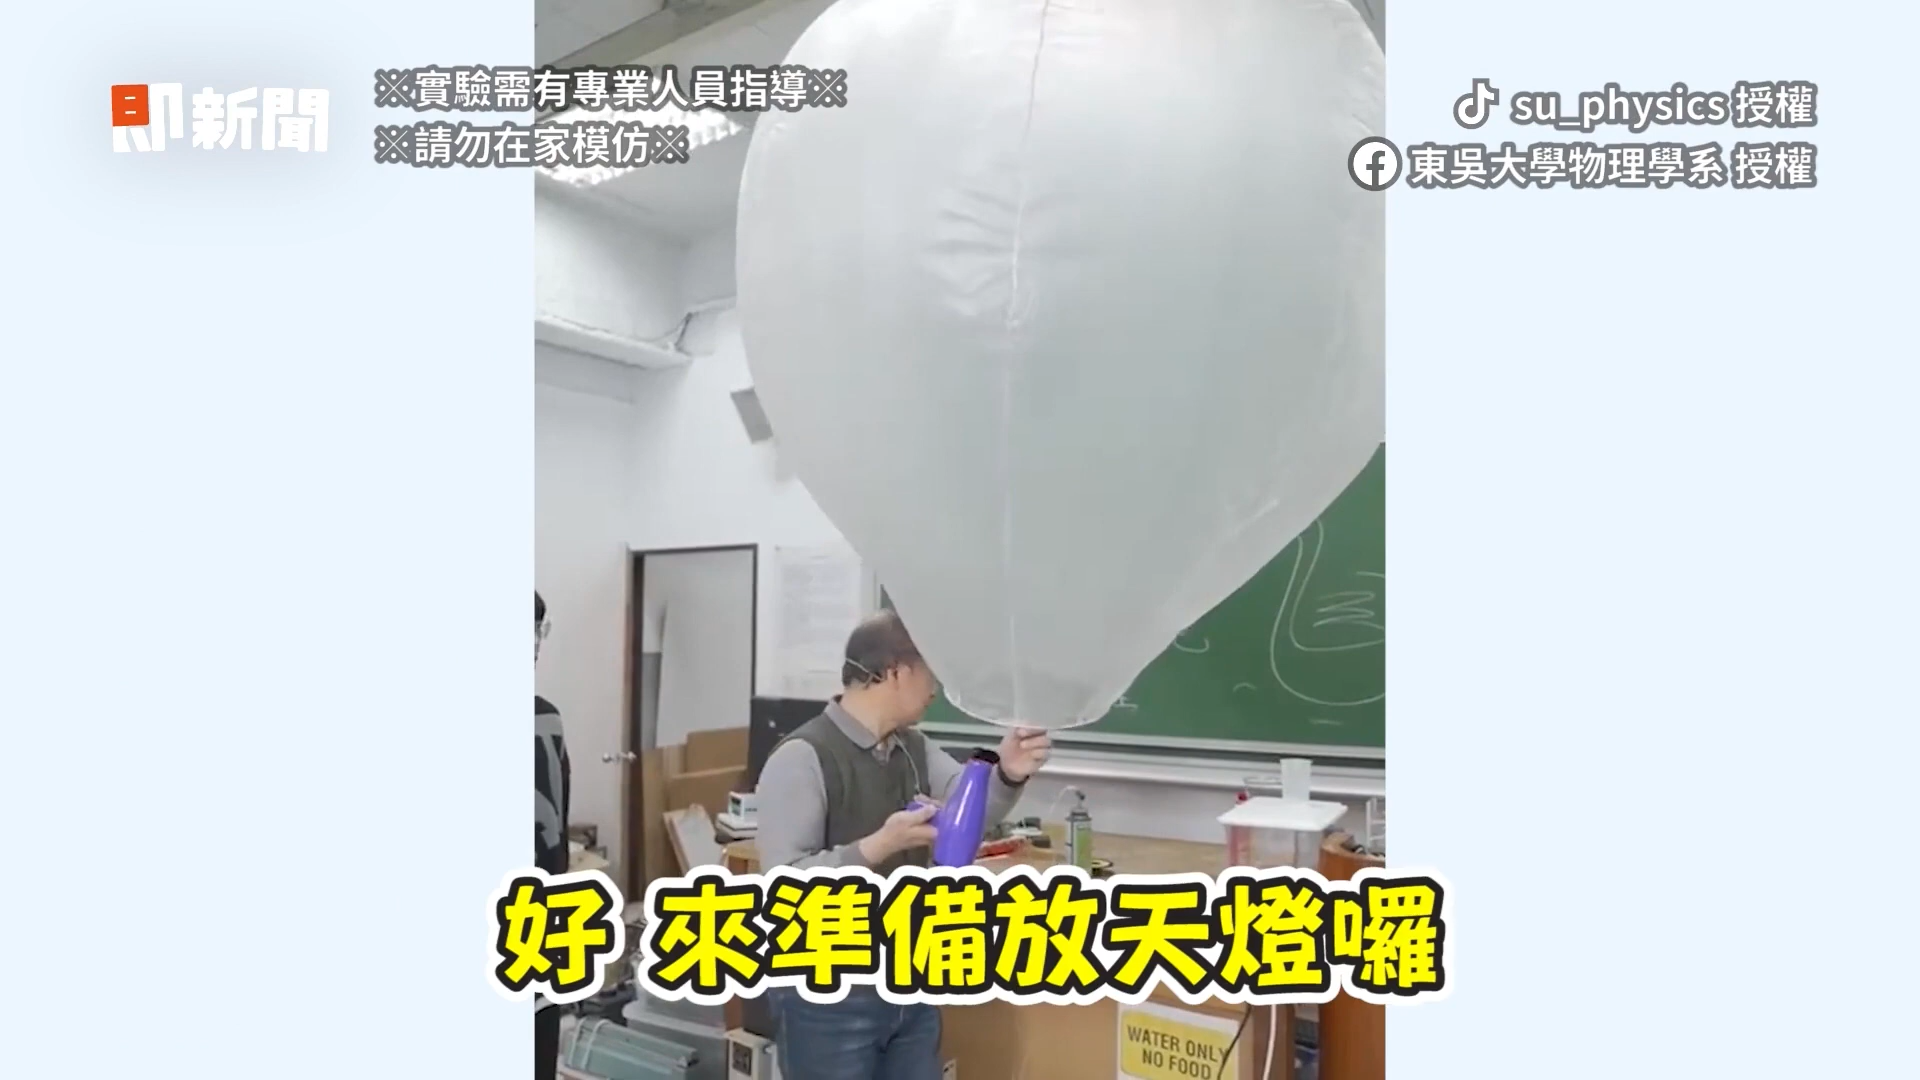 即新聞
※實驗需有專業人員指導※
※請勿在家模仿※
su_physics 授權
東吳大學物理學系 授權
好 來準備放天燈囉
WATER ONLY
NO FOOD